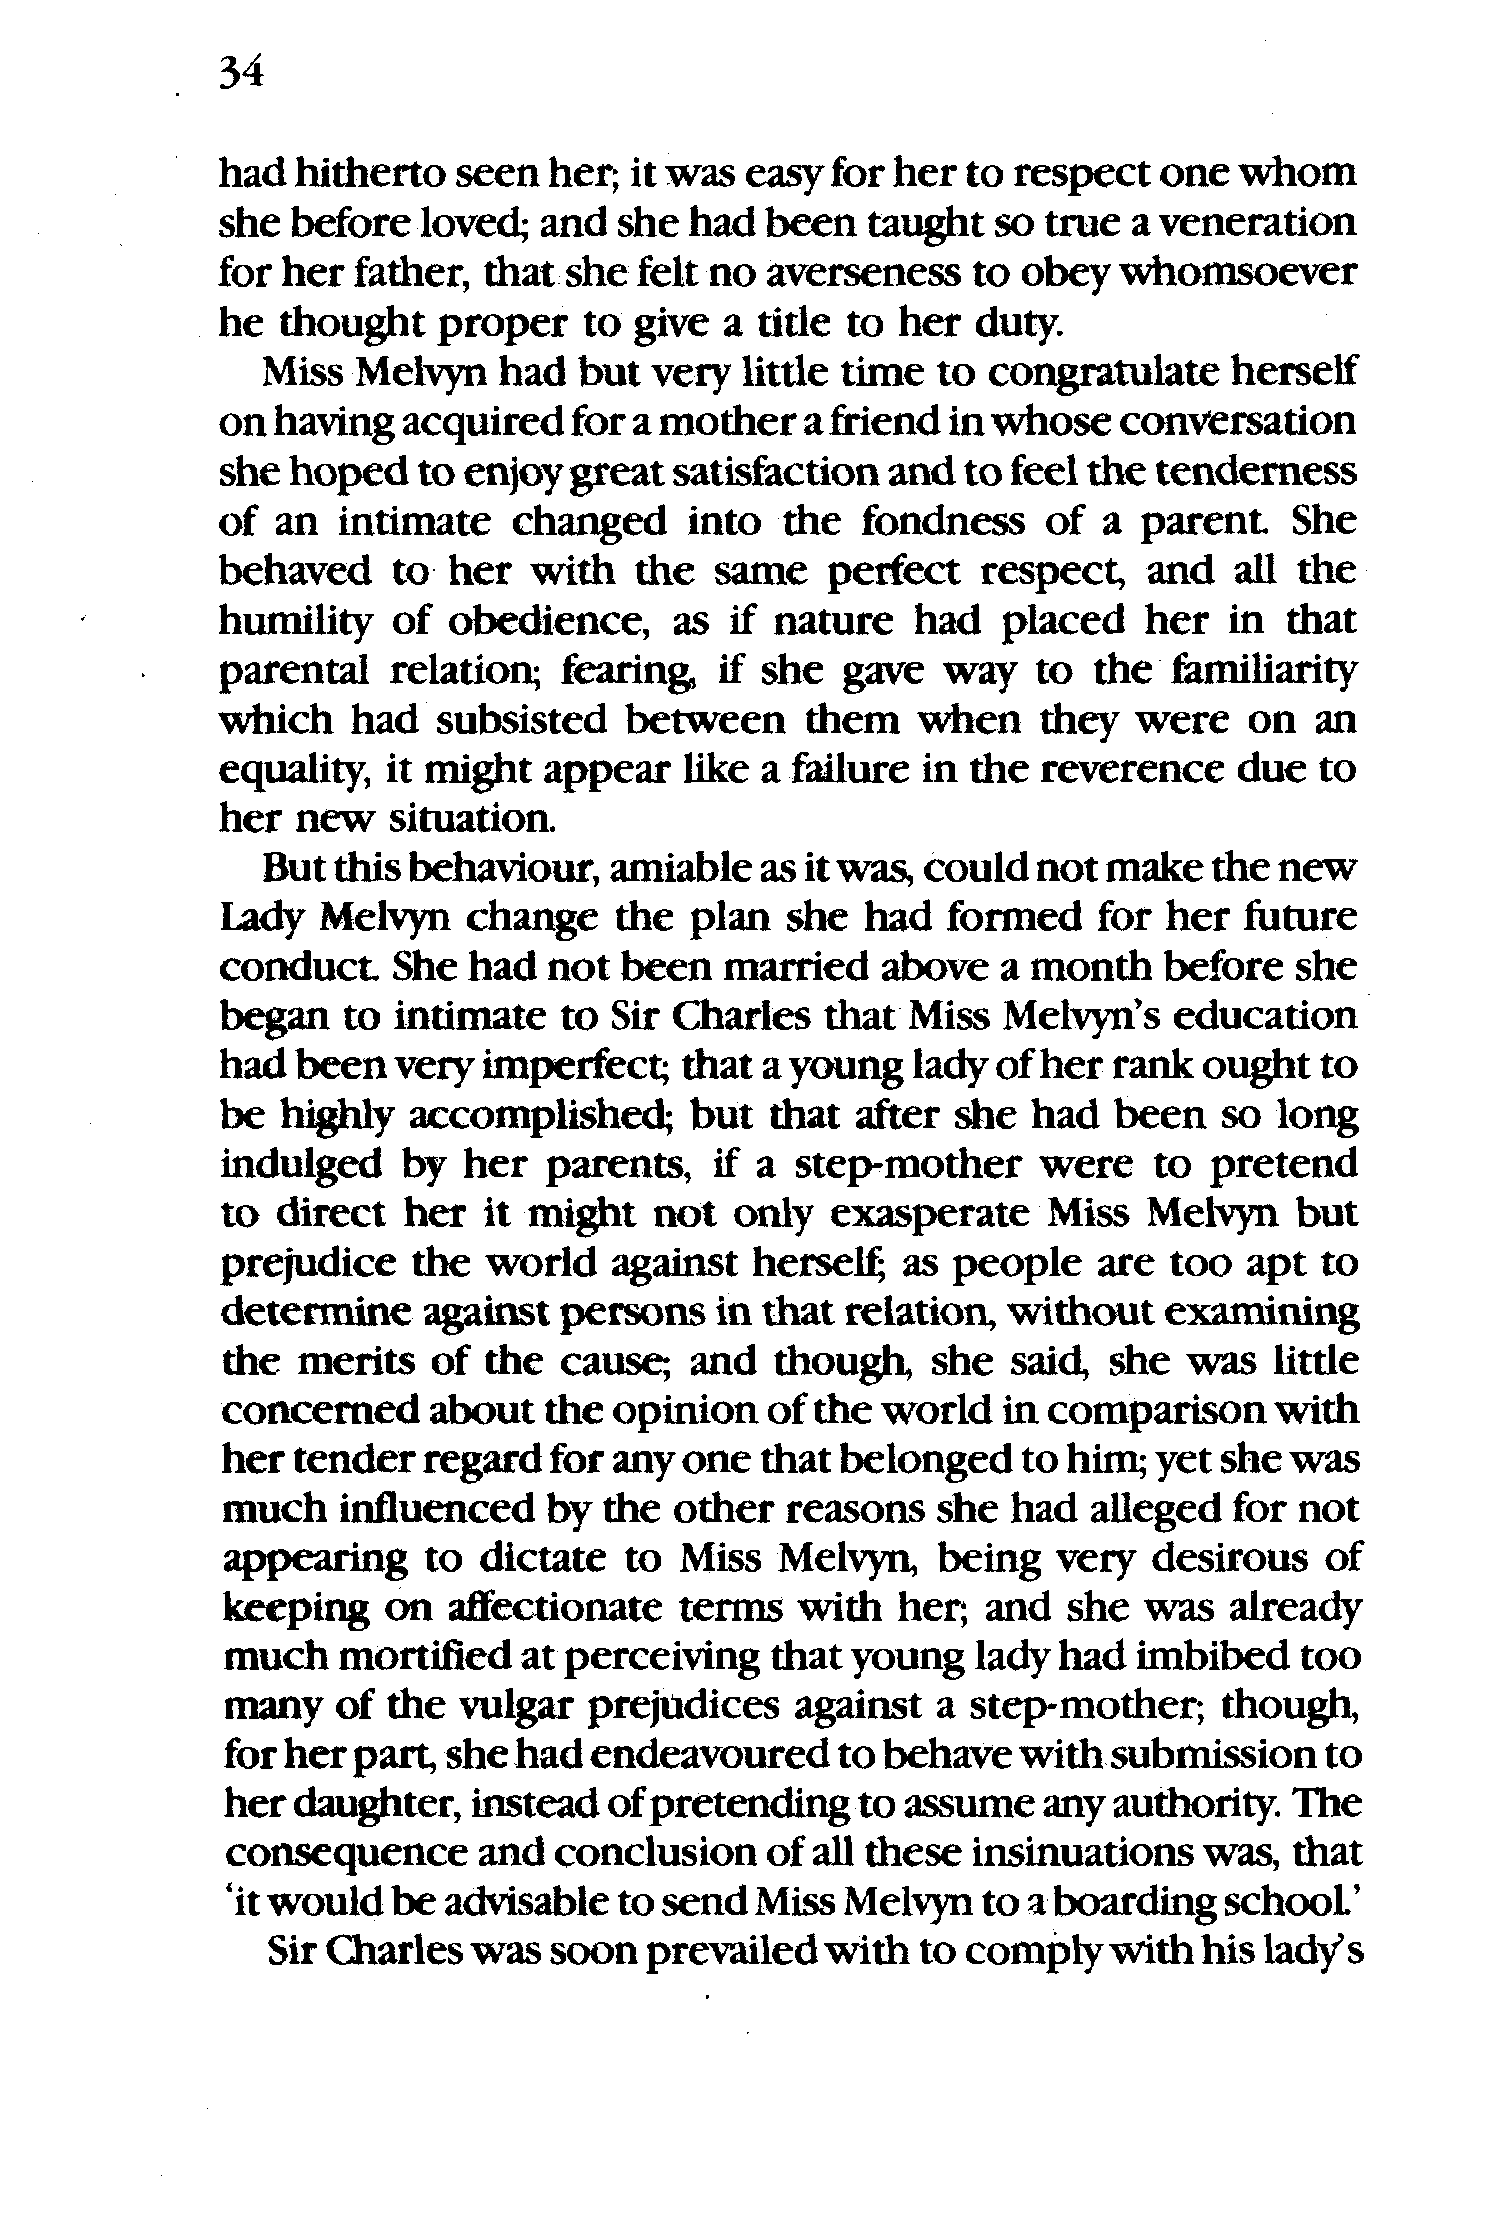 34
had hitherto seen her; it was easy for her to respect one whom
she before loved; and she had been taught so true a veneration
for her father, that she felt no averseness to obey whomsoever
he thought proper to give a title to her duty.
Miss Melvyn had but very little time to congratulate herself
on having acquired for a mother a friend in whose conversation
she hoped to enjoy great satisfaction and to feel the tenderness
of an intimate changed into the fondness of a parent. She
behaved to her with the same perfect respect, and all the
humility of obedience, as if nature had placed her in that
parental relation; fearing, if she gave way to the familiarity
which had subsisted between them when they were on an
equality, it might appear like a failure in the reverence due to
her new situation.
But this behaviour, amiable as it was, could not make the new
Lady Melvyn change the plan she had formed for her future
conduct. She had not been married above a month before she
began to intimate to Sir Charles that Miss Melvyn's education
had been very imperfect; that a young lady of her rank ought to
be highly accomplished; but that after she had been so long
indulged by her parents, if a step-mother were to pretend
to direct her it might not only exasperate Miss Melvyn but
prejudice the world against herself; as people are too apt to
determine against persons in that relation, without examining
the merits of the cause; and though, she said, she was little
concerned about the opinion of the world in comparison with
her tender regard for any one that belonged to him; yet she was
much influenced by the other reasons she had alleged for not
appearing to dictate to Miss Melvyn, being very desirous of
keeping on affectionate terms with her; and she was already
much mortified at perceiving that young lady had imbibed too
many of the vulgar prejudices against a step-mother; though,
for her part, she had endeavoured to behave with submission to
her daughter, instead of pretending to assume any authority. The
consequence and conclusion of all these insinuations was, that
'it would be advisable to send Miss Melvyn to a boarding school.'
Sir Charles was soon prevailed with to comply with his lady's